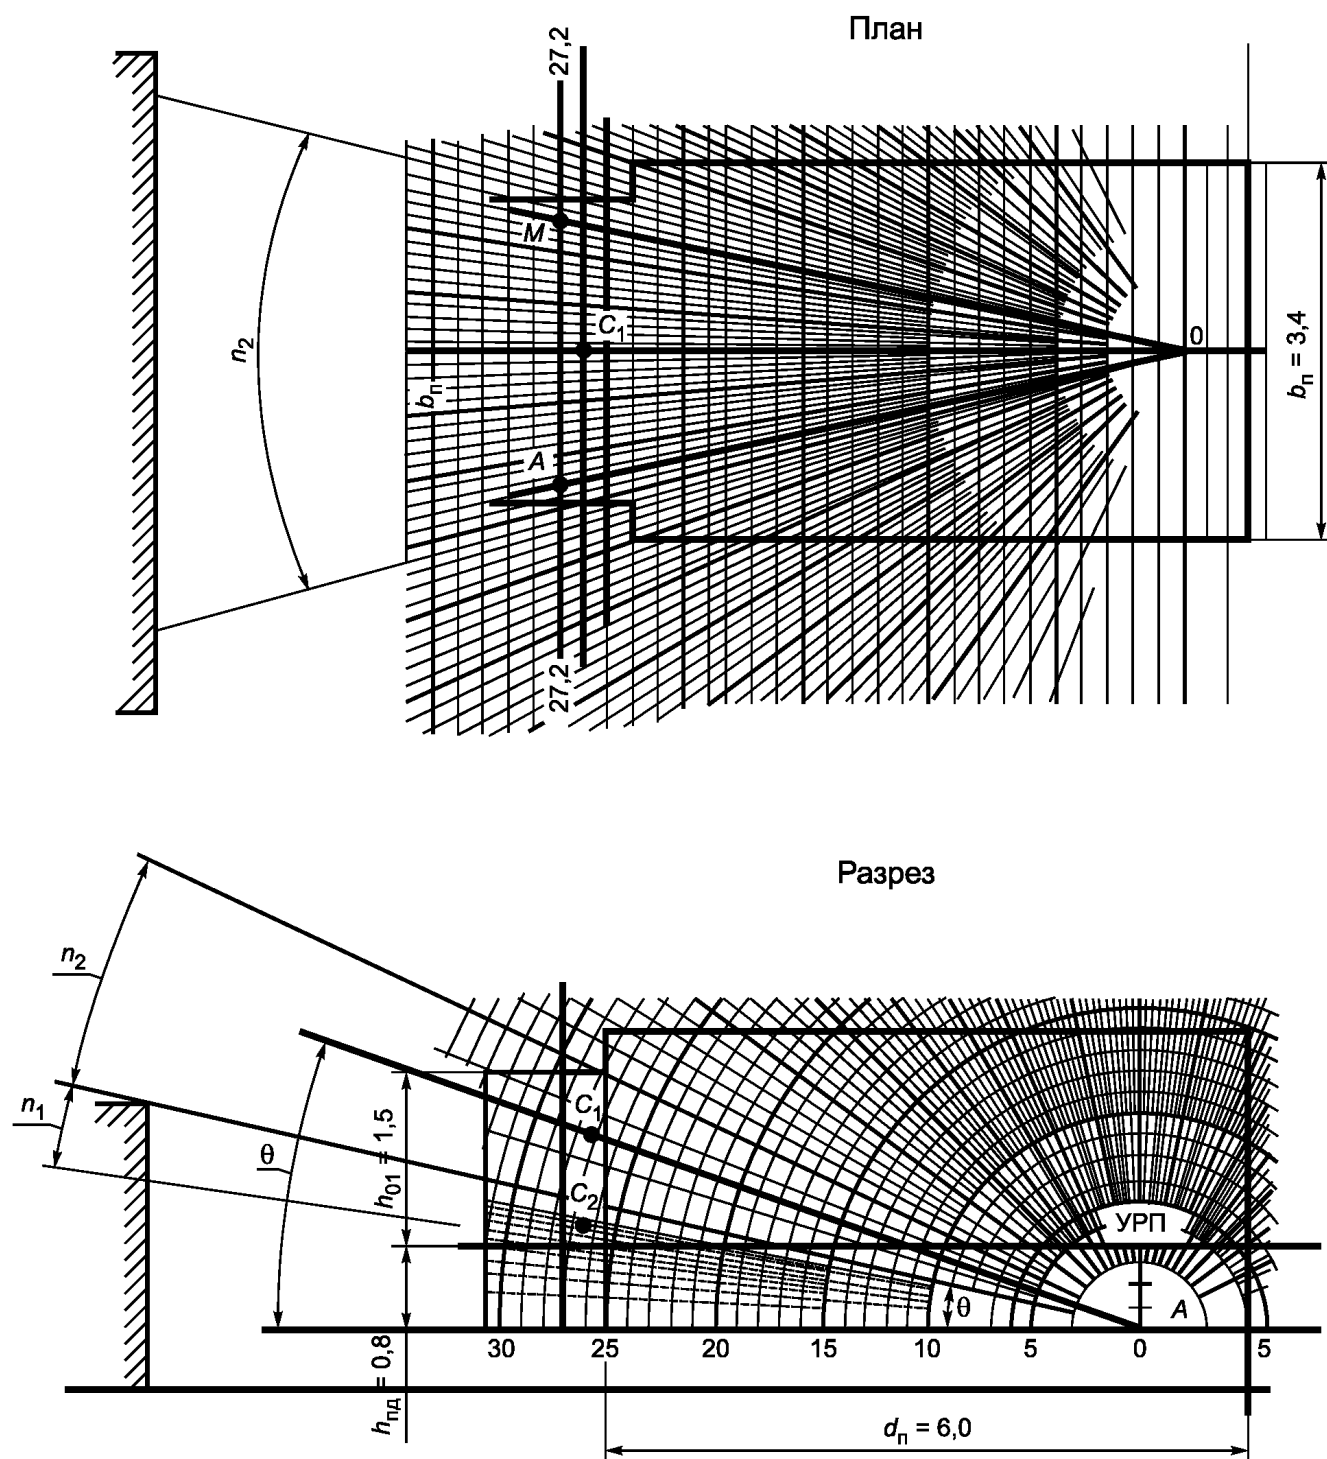 План
27,2
M
C₁
0
n₂
bп
bп = 3,4
A
27,2
Разрез
n₂
n₁
θ
h₀₁ = 1,5
C₁
C₂
УРП
θ
A
30 25 20 15 10 5 0 5
hпд = 0,8
dп = 6,0